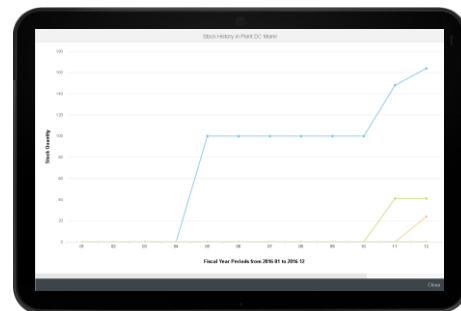 Stock History in Plant DC Miami
180
160
140
120
100
80
60
40
20
0
Stock Quantity
01 02 03 04 05 06 07 08 09 10 11 12
Fiscal Year Periods from 2016 01 to 2016 12
Close